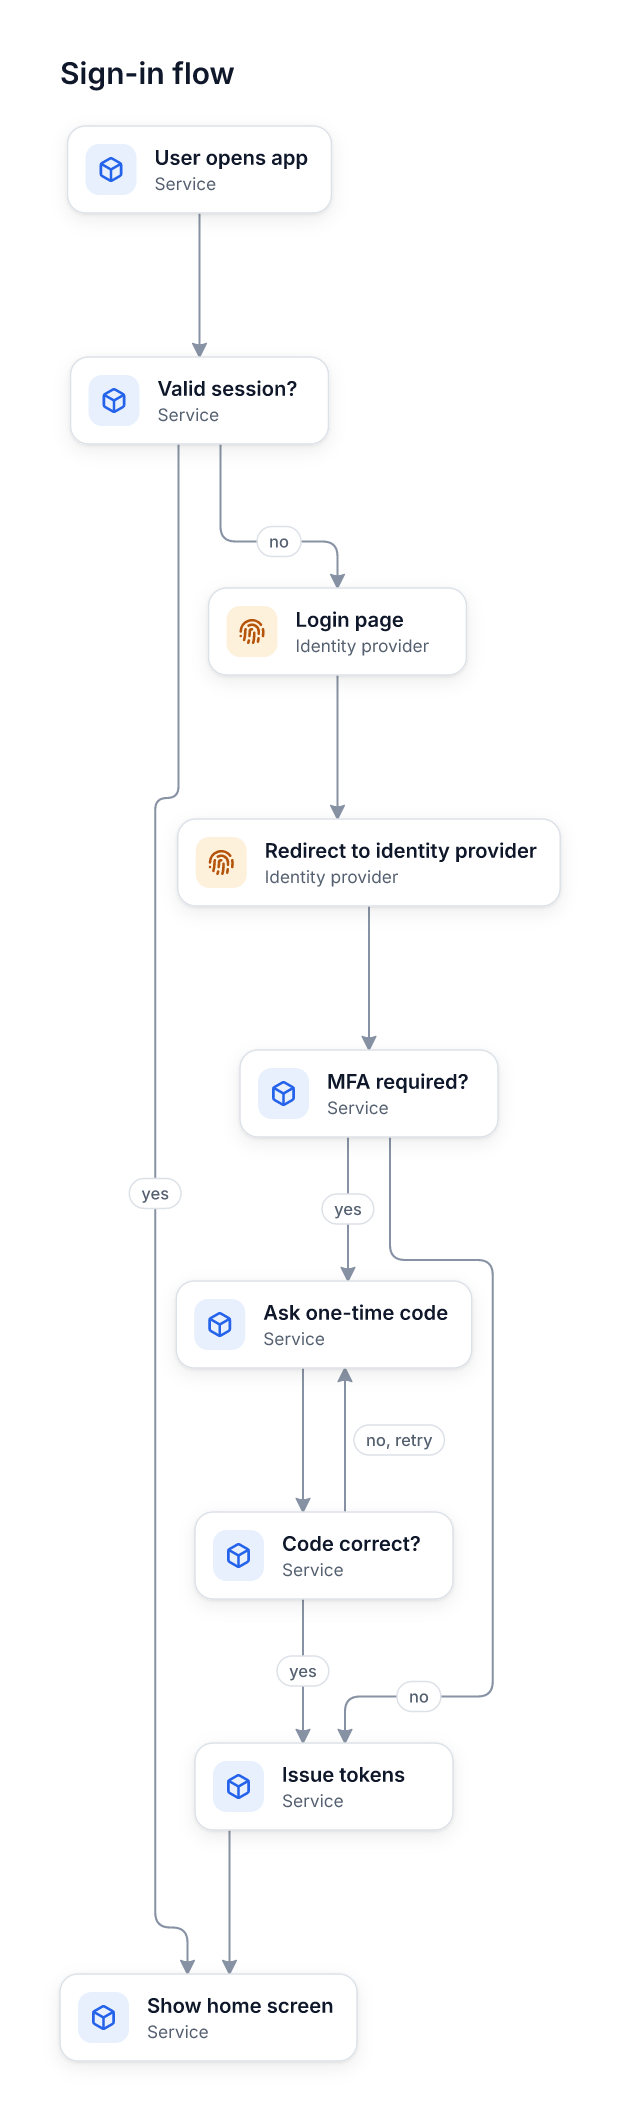 Sign-in flow
User opens app
Service
Valid session?
Service
no
Login page
Identity provider
Redirect to identity provider
Identity provider
MFA required?
Service
yes
yes
Ask one-time code
Service
no, retry
Code correct?
Service
yes
no
Issue tokens
Service
Show home screen
Service